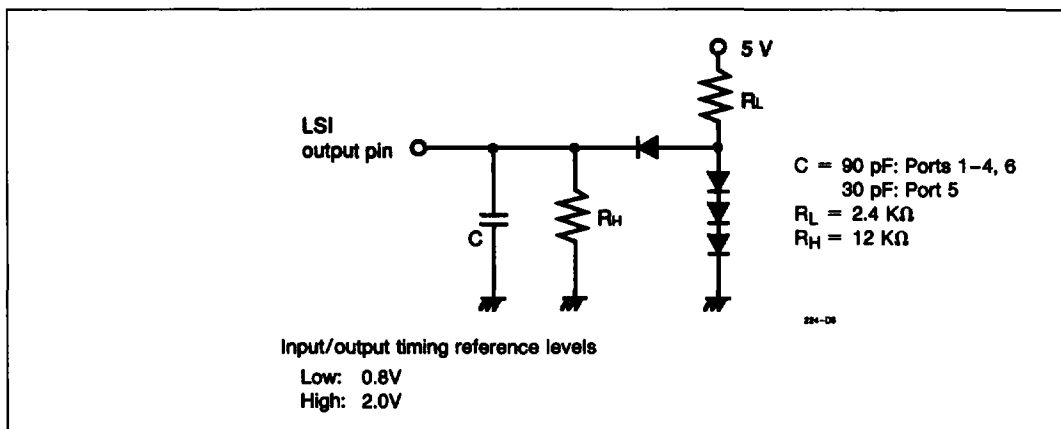 5 V
RL
LSI
output pin
C = 90 pF: Ports 1–4, 6
30 pF: Port 5
RL = 2.4 KΩ
RH = 12 KΩ
C
RH
Input/output timing reference levels
Low: 0.8V
High: 2.0V